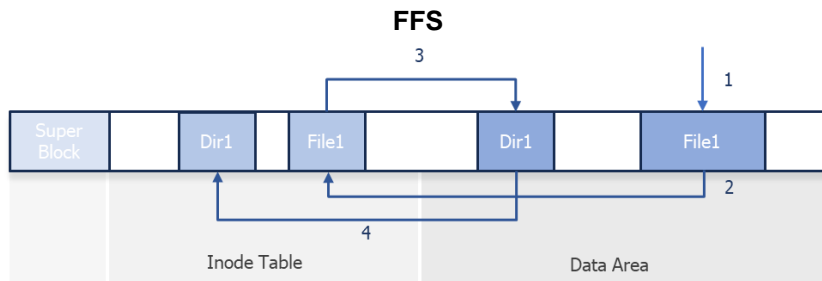 FFS
3
1
Super
Block
Dir1
File1
Dir1
File1
2
4
Inode Table
Data Area